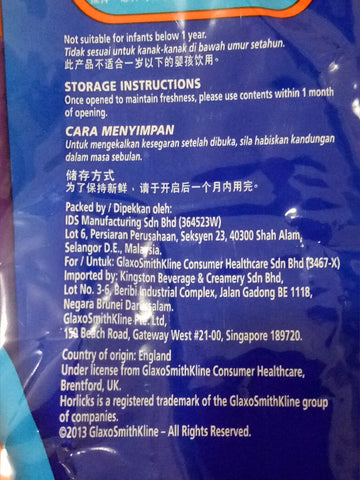 Not suitable for infants below 1 year.
Tidak sesuai untuk kanak-kanak di bawah umur setahun.
此产品不适合一岁以下的婴孩饮用。
STORAGE INSTRUCTIONS
Once opened to maintain freshness, please use contents within 1 month
of opening.
CARA MENYIMPAN
Untuk mengekalkan kesegaran setelah dibuka, sila habiskan kandungan
dalam masa sebulan.
储存方式
为了保持新鲜，请于开启后一个月内用完。
Packed by / Dipekkan oleh:
IDS Manufacturing Sdn Bhd (364523W)
Lot 6, Persiaran Perusahaan, Seksyen 23, 40300 Shah Alam,
Selangor D.E., Malaysia.
For / Untuk: GlaxoSmithKline Consumer Healthcare Sdn Bhd (3467-X)
Imported by: Kingston Beverage & Creamery Sdn Bhd,
Lot No. 3-6, Beribi Industrial Complex, Jalan Gadong BE 1118,
Negara Brunei Darussalam.
GlaxoSmithKline Pte. Ltd,
150 Beach Road, Gateway West #21-00, Singapore 189720.
Country of origin: England
Under license from GlaxoSmithKline Consumer Healthcare,
Brentford, UK.
Horlicks is a registered trademark of the GlaxoSmithKline group
of companies.
©2013 GlaxoSmithKline – All Rights Reserved.